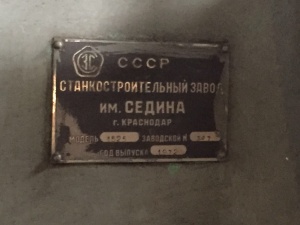 СССР
СТАНКОСТРОИТЕЛЬНЫЙ ЗАВОД
им. СЕДИНА
г. КРАСНОДАР
МОДЕЛЬ ЗАВОДСКОЙ №
ГОД ВЫПУСКА